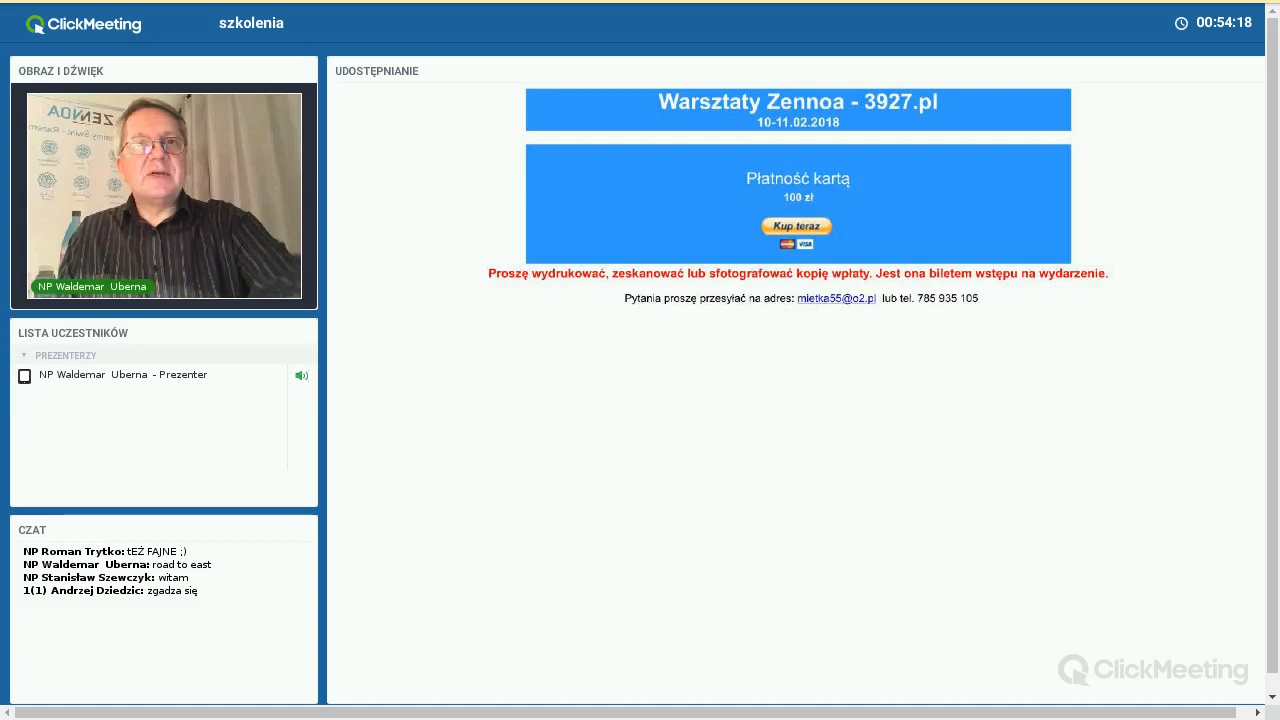 ClickMeeting
szkolenia
00:54:18
OBRAZ I DŹWIĘK
NP Waldemar Uberna
LISTA UCZESTNIKÓW
PREZENTERZY
NP Waldemar Uberna - Prezenter
CZAT
NP Roman Trytko: tEŻ FAJNE ;)
NP Waldemar Uberna: road to east
NP Stanisław Szewczyk: witam
1(1) Andrzej Dziedzic: zgadza się
UDOSTĘPNIANIE
Warsztaty Zennoa - 3927.pl
10-11.02.2018
Płatność kartą
100 zł
Kup teraz
VISA
Proszę wydrukować, zeskanować lub sfotografować kopię wpłaty. Jest ona biletem wstępu na wydarzenie.
Pytania proszę przesyłać na adres: mietka55@o2.pl lub tel. 785 935 105
ClickMeeting